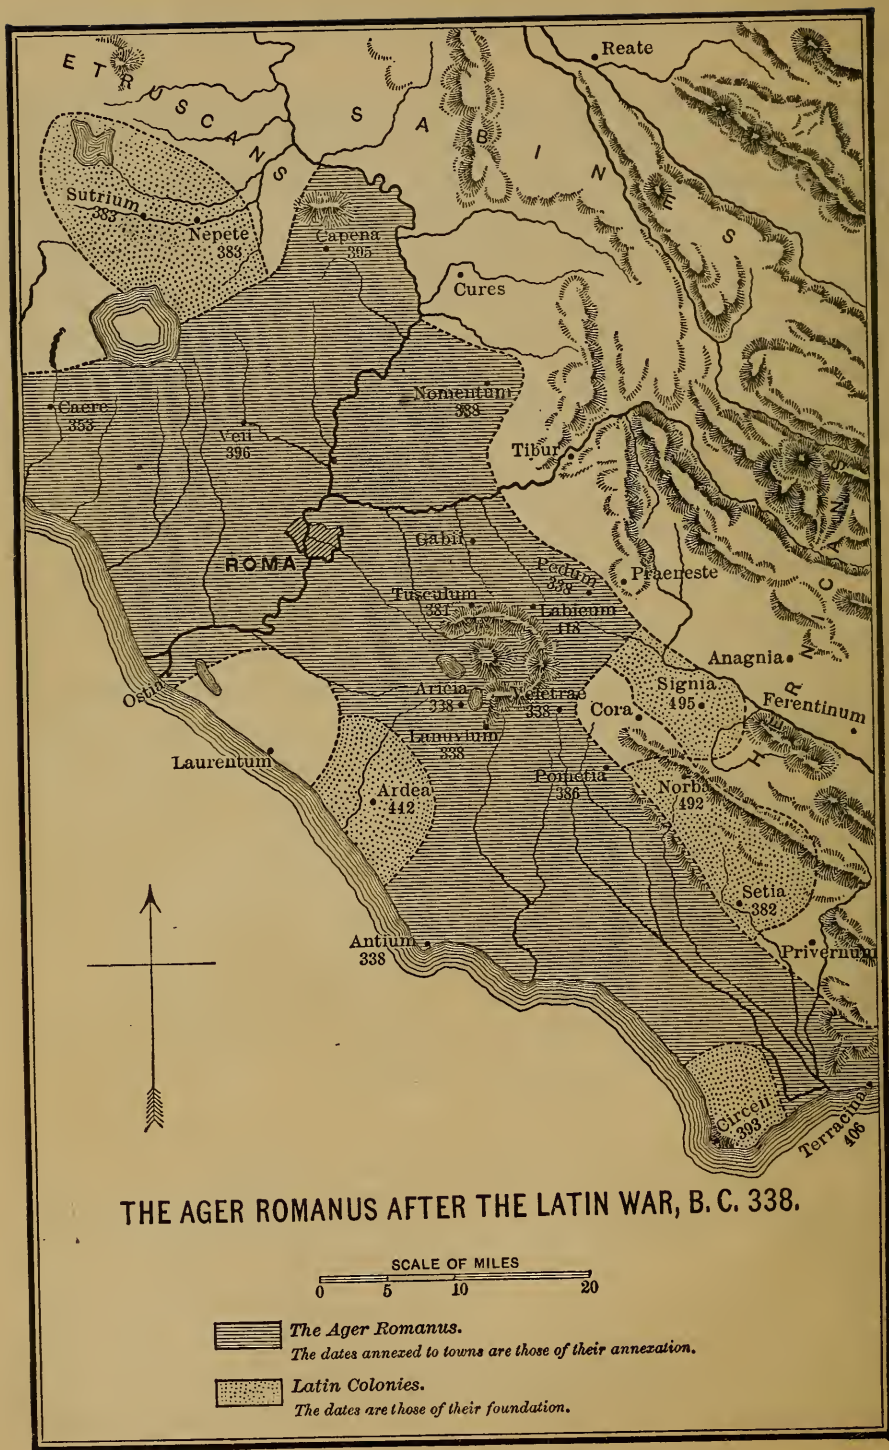 ETRUSCANS
SABINES
Reate
Sutrium
383
Nepete
383
Capena
395
Cures
Caere
353
Veii
396
Nomentum
338
Tibur
HERNICANS
ROMA
Gabii
Pedum
338
Praeneste
Tusculum
381
Labicum
418
Anagnia
Ostia
Aricia
338
Veletrae
338
Cora
Signia
495
Ferentinum
Lanuvium
338
Laurentum
Pometia
386
Ardea
442
Norba
492
Setia
382
Antium
338
Privernum
Circeii
393
Terracina
406
THE AGER ROMANUS AFTER THE LATIN WAR, B.C. 338.
SCALE OF MILES
0 5 10 20
The Ager Romanus.
The dates annexed to towns are those of their annexation.
Latin Colonies.
The dates are those of their foundation.